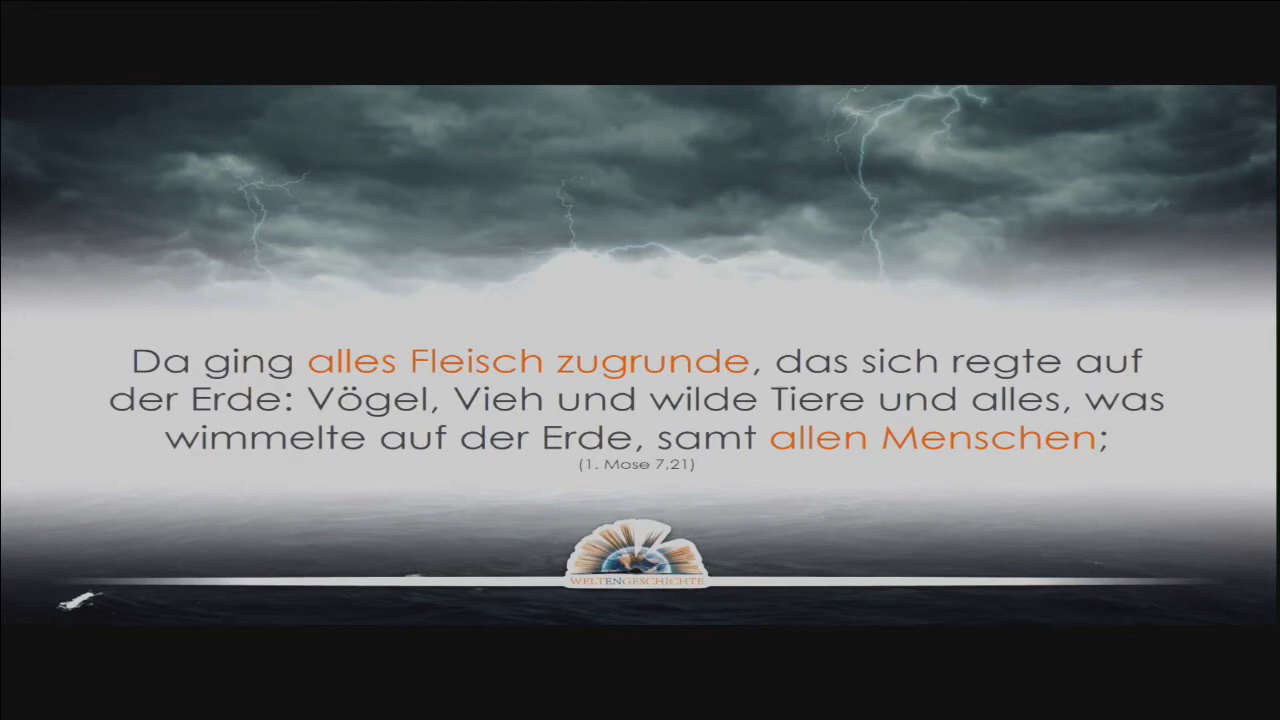 Da ging alles Fleisch zugrunde, das sich regte auf
der Erde: Vögel, Vieh und wilde Tiere und alles, was
wimmelte auf der Erde, samt allen Menschen;
(1. Mose 7,21)
WELTENGESCHICHTE